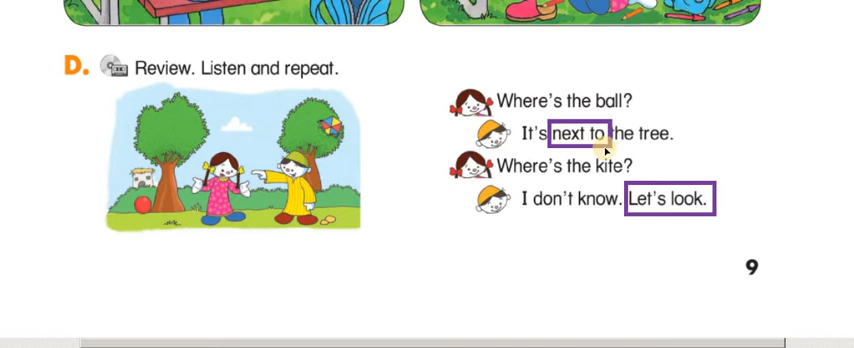 D. Review. Listen and repeat.
Where's the ball?
It's next to the tree.
Where's the kite?
I don't know. Let's look.
9